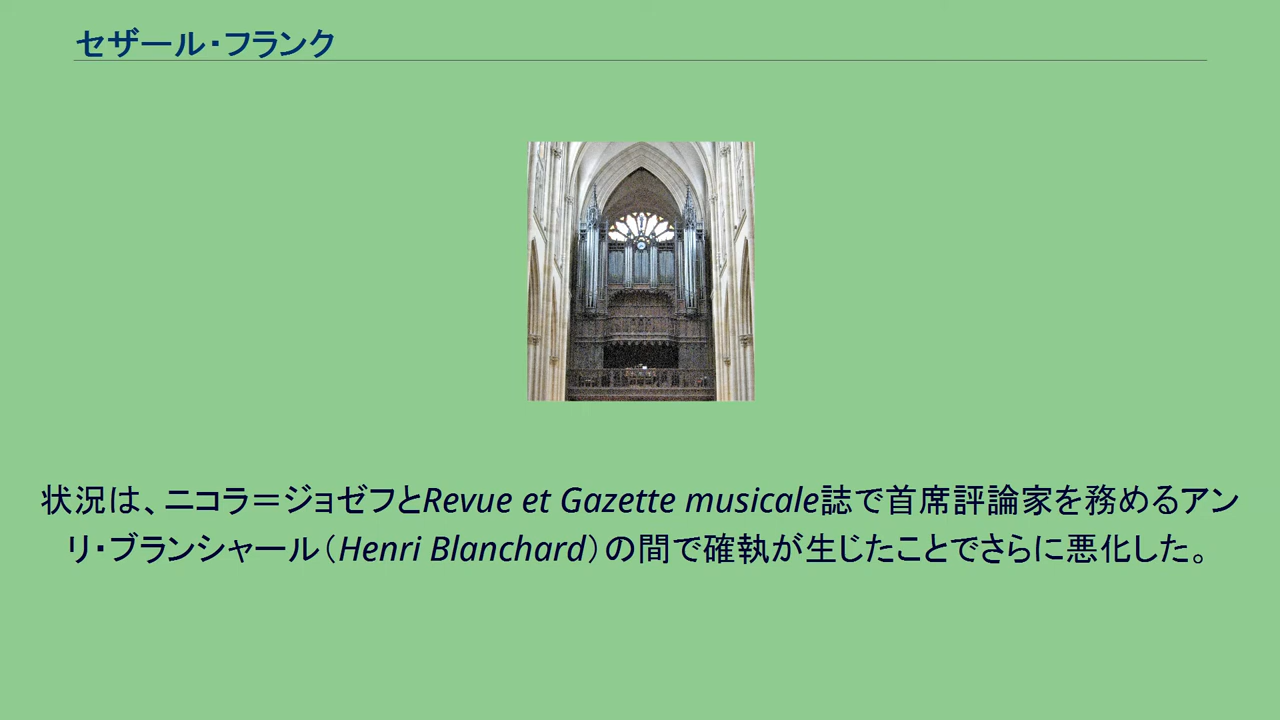 セザール・フランク
状況は、ニコラ＝ジョゼフとRevue et Gazette musicale誌で首席評論家を務めるアン
リ・ブランシャール（Henri Blanchard）の間で確執が生じたことでさらに悪化した。